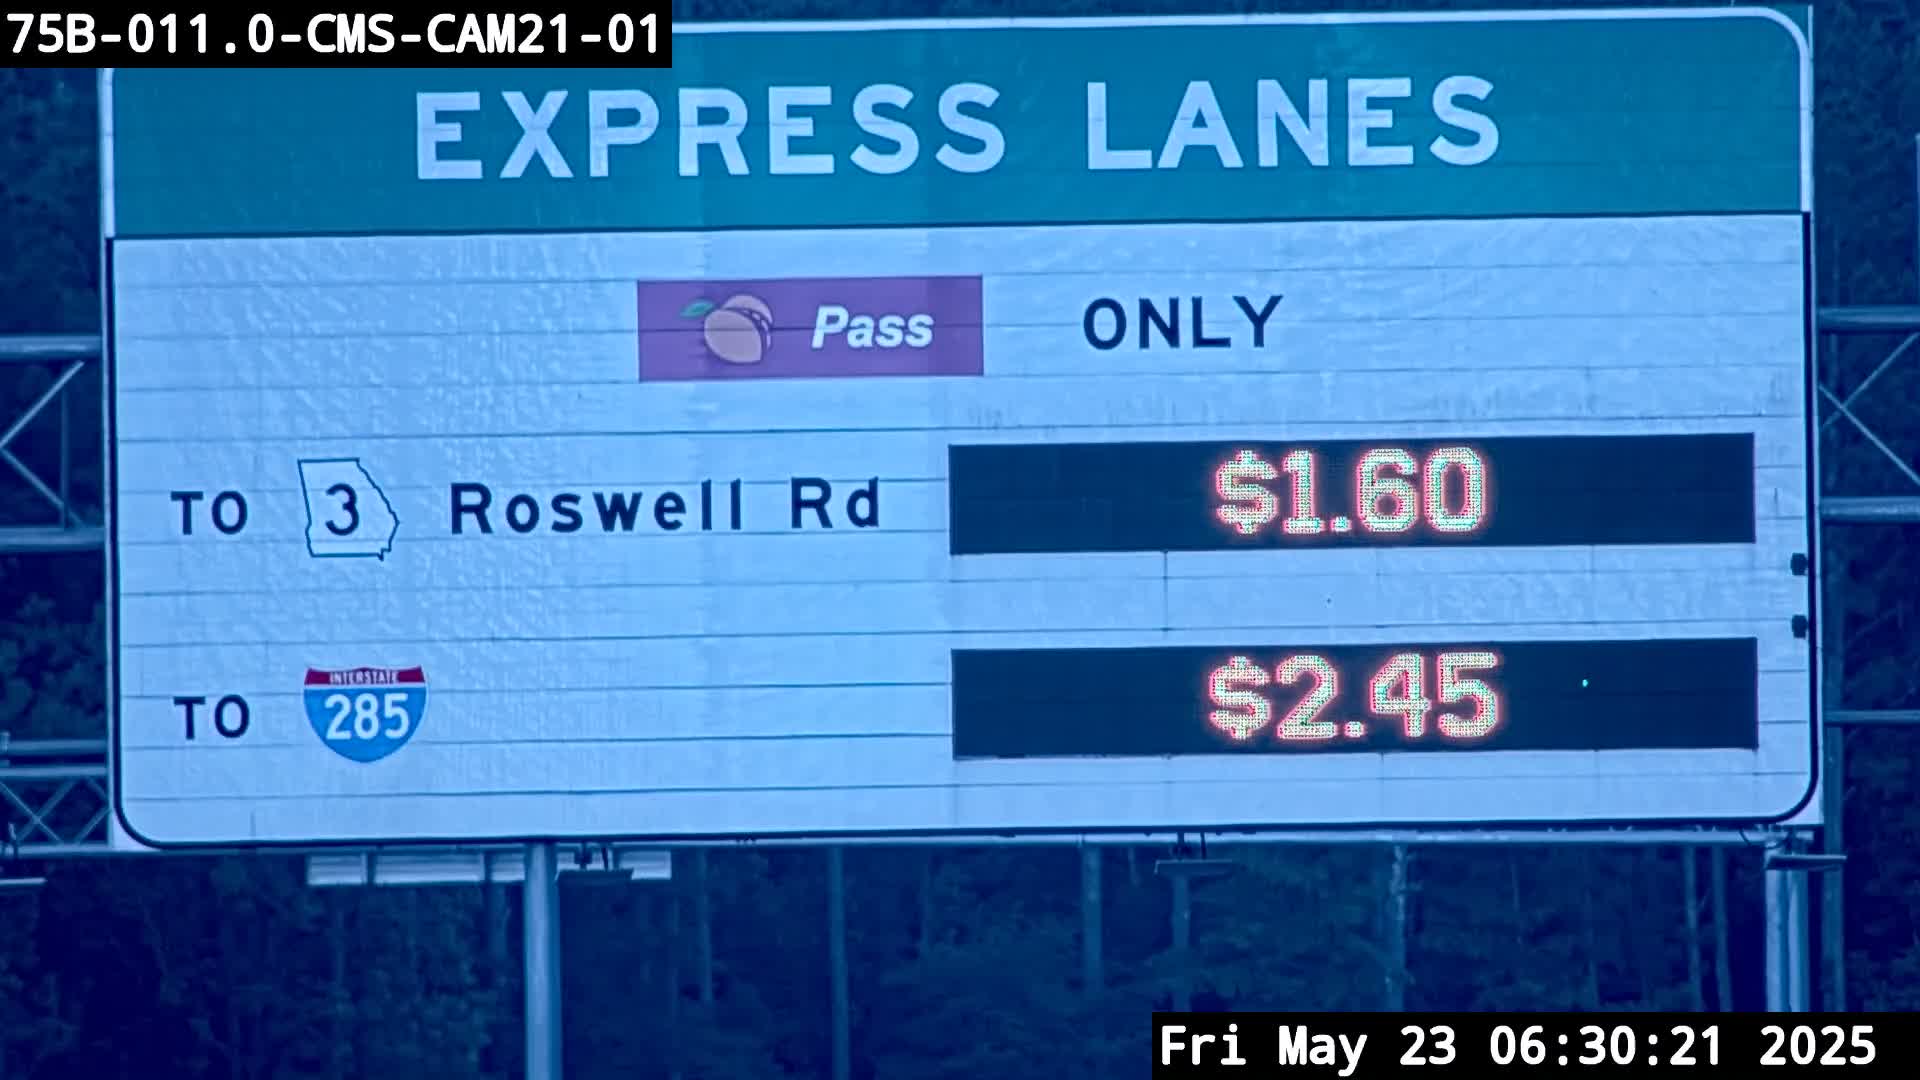 75B-011.0-CMS-CAM21-01
EXPRESS LANES
Pass ONLY
TO 3 Roswell Rd $1.60
TO INTERSTATE 285 $2.45
Fri May 23 06:30:21 2025